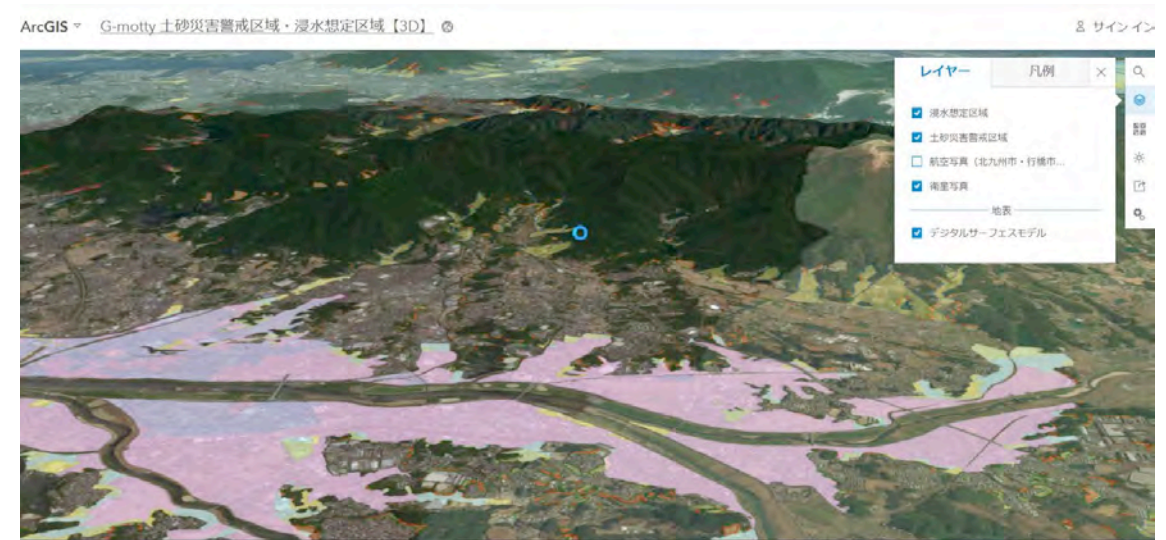 ArcGIS G-motty 土砂災害警戒区域・浸水想定区域【3D】 サインイン
レイヤー 凡例
浸水想定区域
土砂災害警戒区域
航空写真（北九州市・行橋市...
衛星写真
地表
デジタルサーフェスモデル